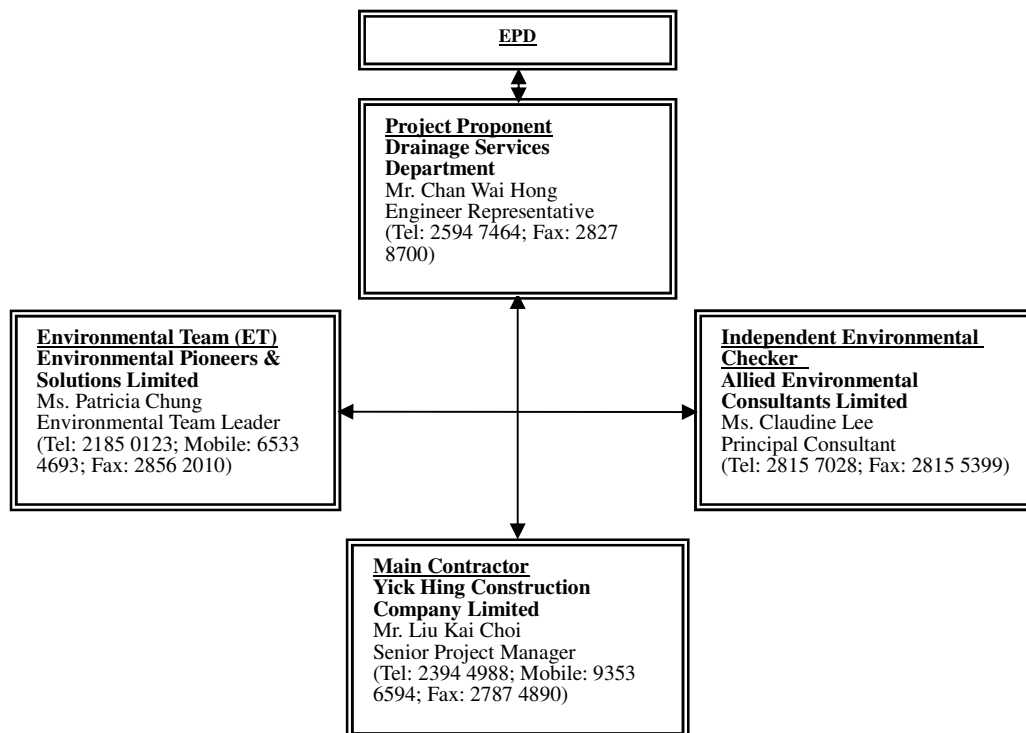 EPD
Project Proponent
Drainage Services
Department
Mr. Chan Wai Hong
Engineer Representative
(Tel: 2594 7464; Fax: 2827
8700)
Environmental Team (ET)
Environmental Pioneers &
Solutions Limited
Ms. Patricia Chung
Environmental Team Leader
(Tel: 2185 0123; Mobile: 6533
4693; Fax: 2856 2010)
Independent Environmental
Checker
Allied Environmental
Consultants Limited
Ms. Claudine Lee
Principal Consultant
(Tel: 2815 7028; Fax: 2815 5399)
Main Contractor
Yick Hing Construction
Company Limited
Mr. Liu Kai Choi
Senior Project Manager
(Tel: 2394 4988; Mobile: 9353
6594; Fax: 2787 4890)